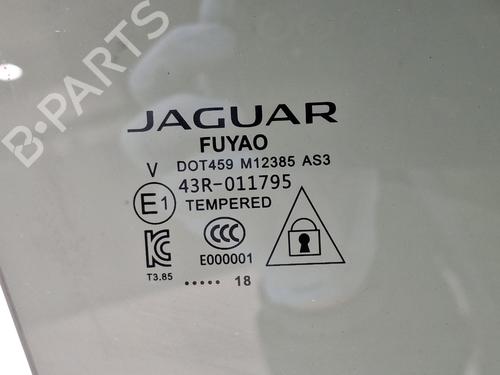 B-PARTS
JAGUAR
FUYAO
V DOT459 M12385 AS3
E1 43R-011795
TEMPERED
CCC
E000001
T3.85
..... 18